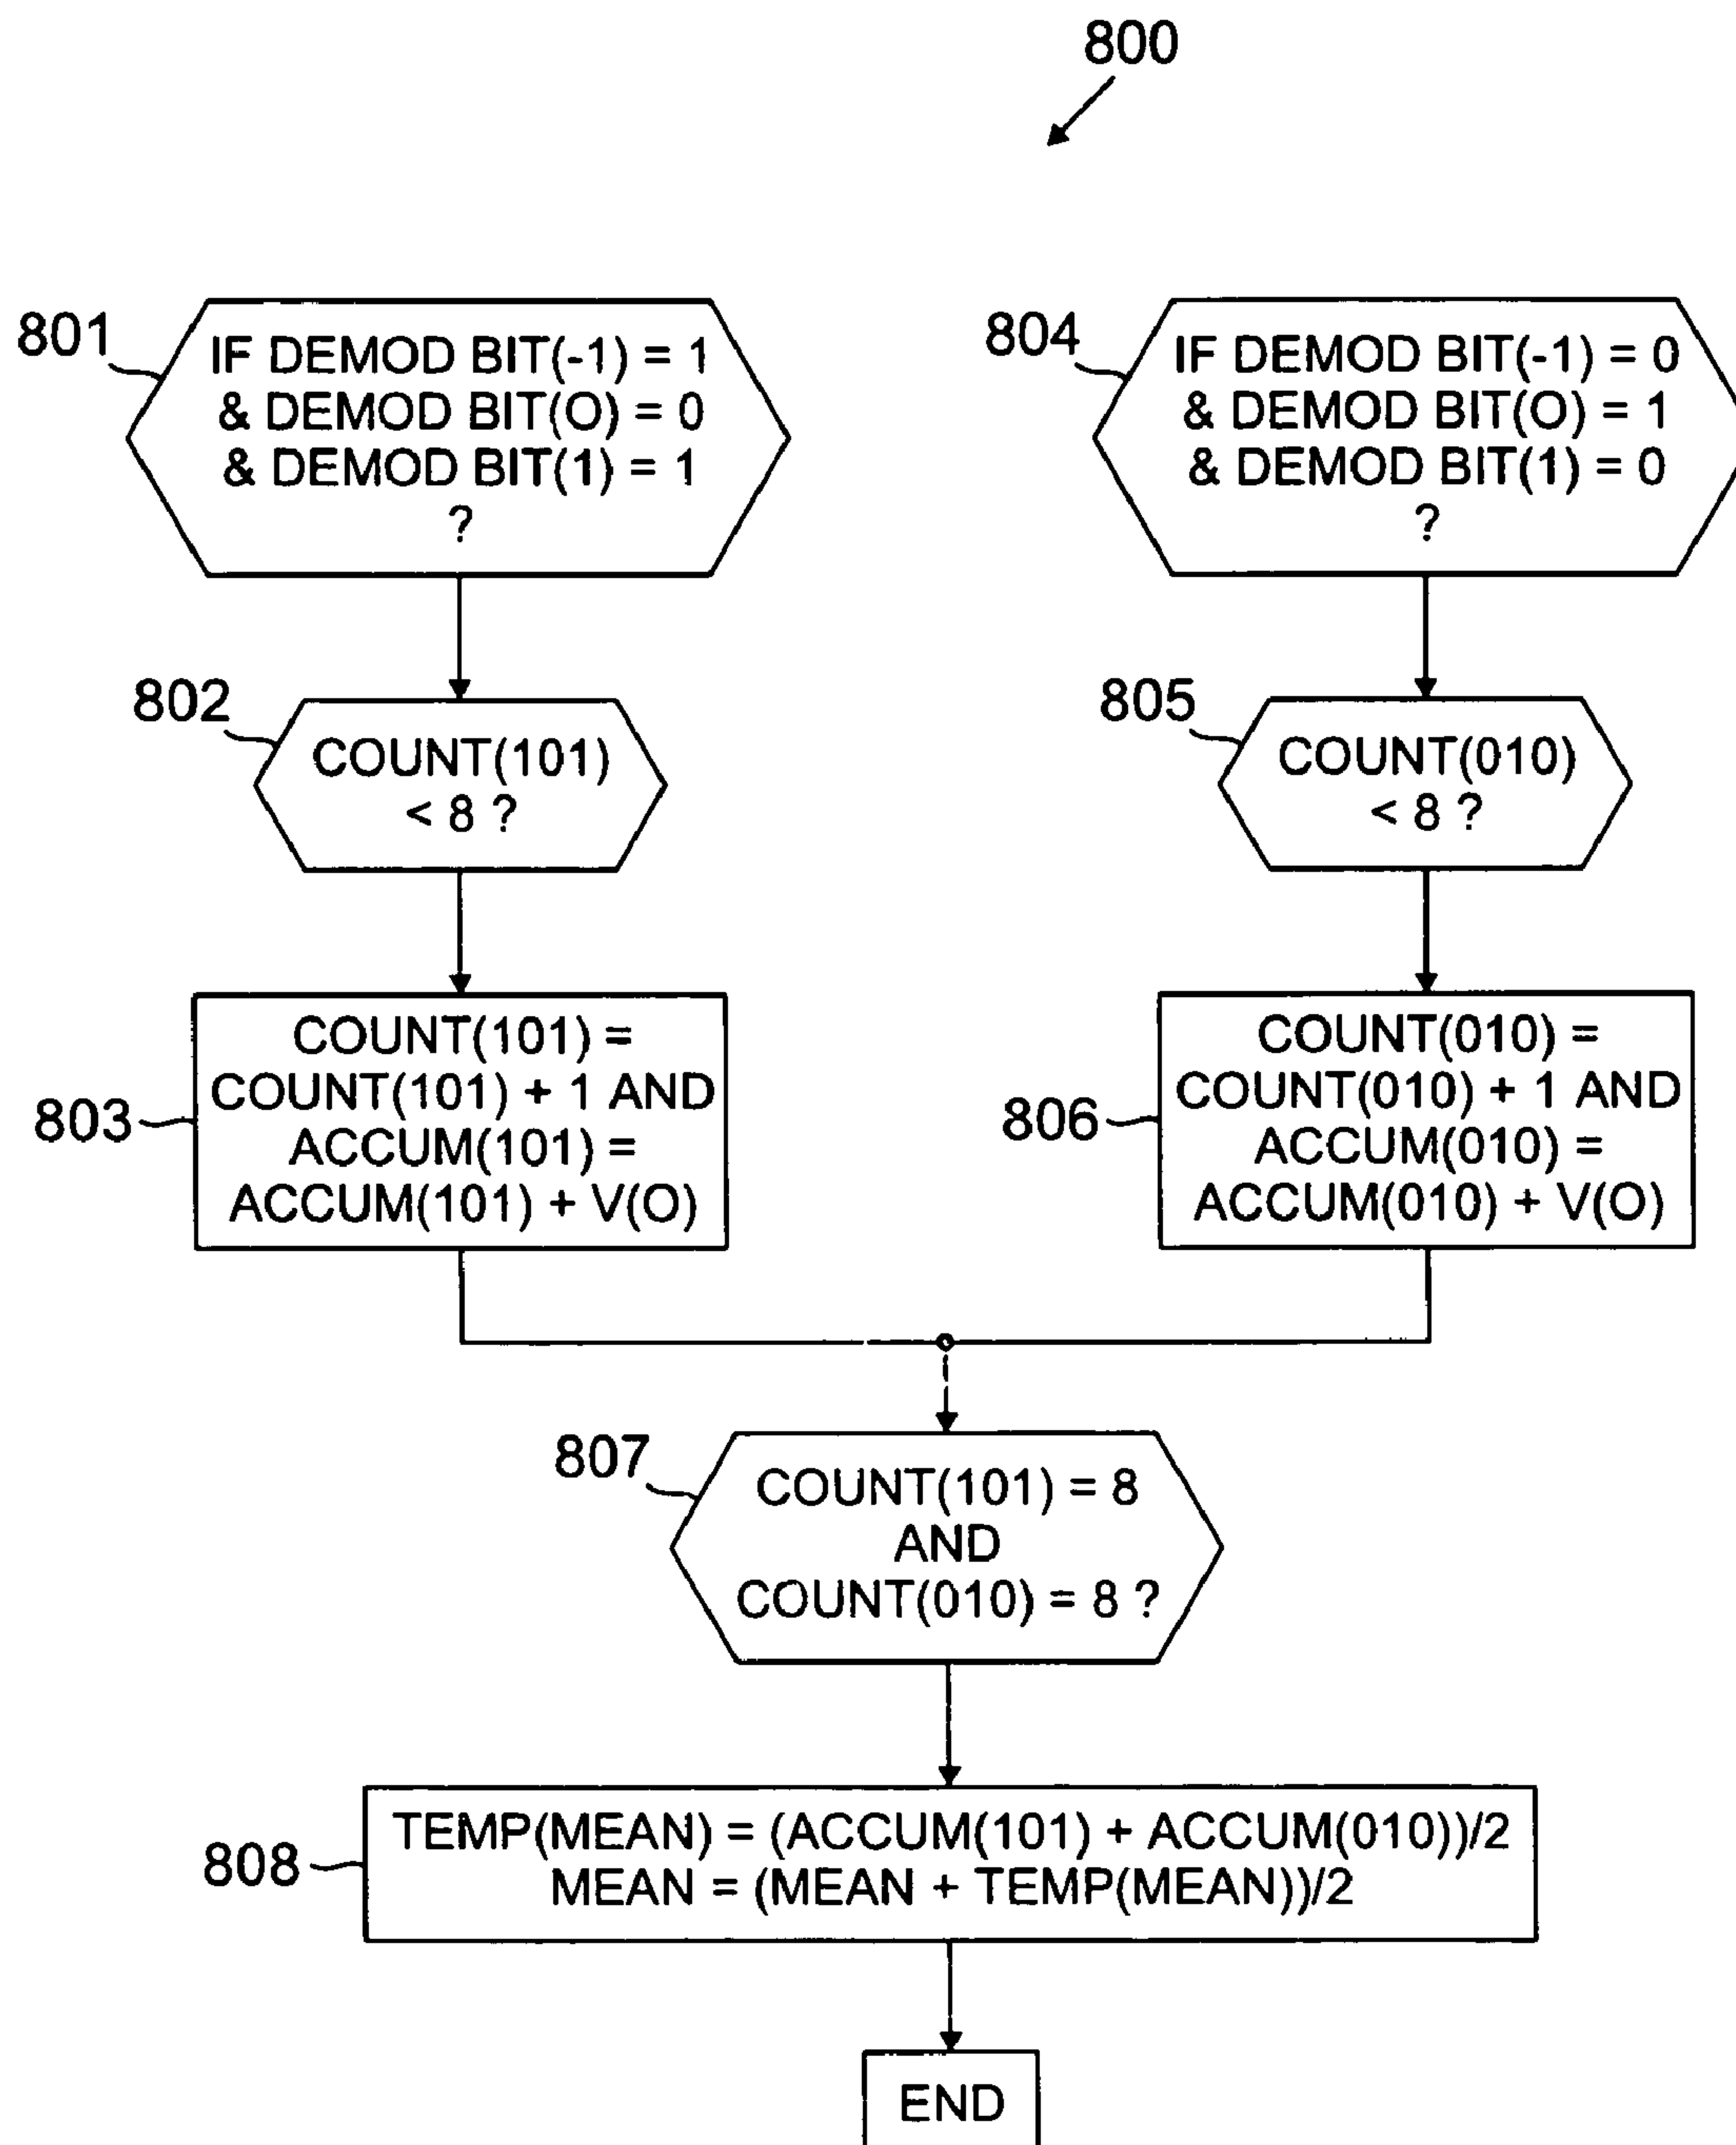 800
801
IF DEMOD BIT(-1) = 1
& DEMOD BIT(O) = 0
& DEMOD BIT(1) = 1
?
804
IF DEMOD BIT(-1) = 0
& DEMOD BIT(O) = 1
& DEMOD BIT(1) = 0
?
802
COUNT(101)
< 8 ?
805
COUNT(010)
< 8 ?
803
COUNT(101) =
COUNT(101) + 1 AND
ACCUM(101) =
ACCUM(101) + V(O)
806
COUNT(010) =
COUNT(010) + 1 AND
ACCUM(010) =
ACCUM(010) + V(O)
807
COUNT(101) = 8
AND
COUNT(010) = 8 ?
808
TEMP(MEAN) = (ACCUM(101) + ACCUM(010))/2
MEAN = (MEAN + TEMP(MEAN))/2
END